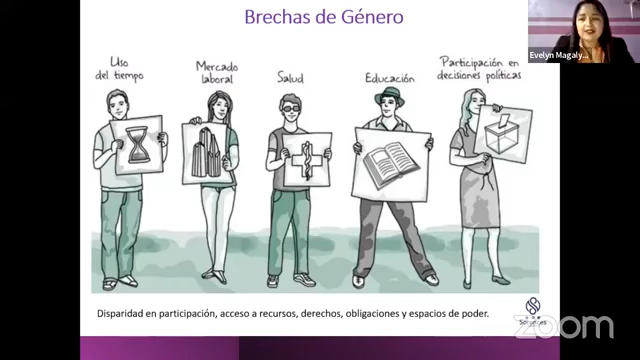 Brechas de Género
Uso
del tiempo
Mercado
laboral
Salud
Educación
Participación en
decisiones políticas
Evelyn Magaly...
Disparidad en participación, acceso a recursos, derechos, obligaciones y espacios de poder.
zoom